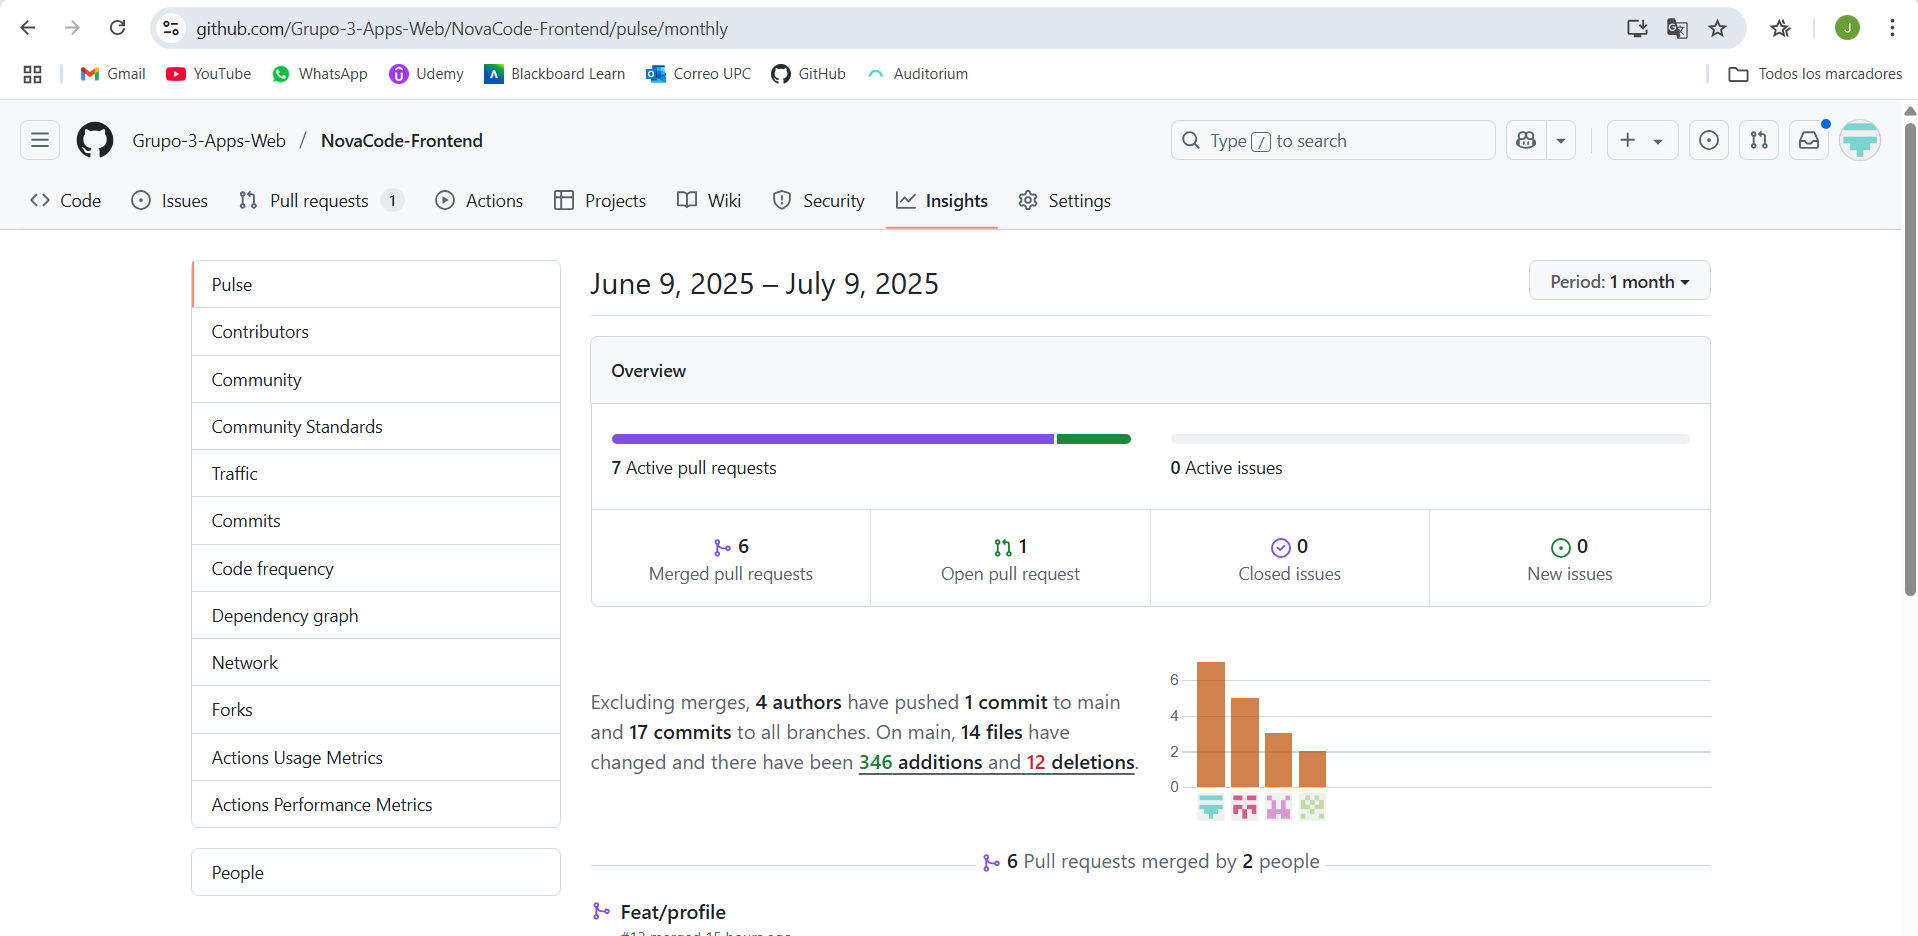 github.com/Grupo-3-Apps-Web/NovaCode-Frontend/pulse/monthly
J
Gmail YouTube WhatsApp Udemy Blackboard Learn Correo UPC GitHub Auditorium Todos los marcadores
Grupo-3-Apps-Web / NovaCode-Frontend Type / to search
Code Issues Pull requests 1 Actions Projects Wiki Security Insights Settings
Pulse
Contributors
Community
Community Standards
Traffic
Commits
Code frequency
Dependency graph
Network
Forks
Actions Usage Metrics
Actions Performance Metrics
People
June 9, 2025 – July 9, 2025
Period: 1 month
Overview
7 Active pull requests
0 Active issues
6
Merged pull requests
1
Open pull request
0
Closed issues
0
New issues
Excluding merges, 4 authors have pushed 1 commit to main
and 17 commits to all branches. On main, 14 files have
changed and there have been 346 additions and 12 deletions.
6
4
2
0
6 Pull requests merged by 2 people
Feat/profile